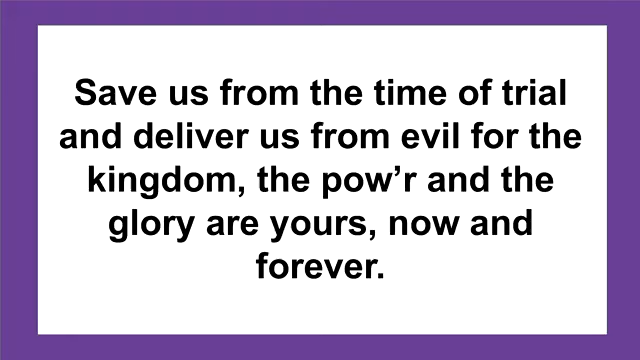 Save us from the time of trial
and deliver us from evil for the
kingdom, the pow’r and the
glory are yours, now and
forever.